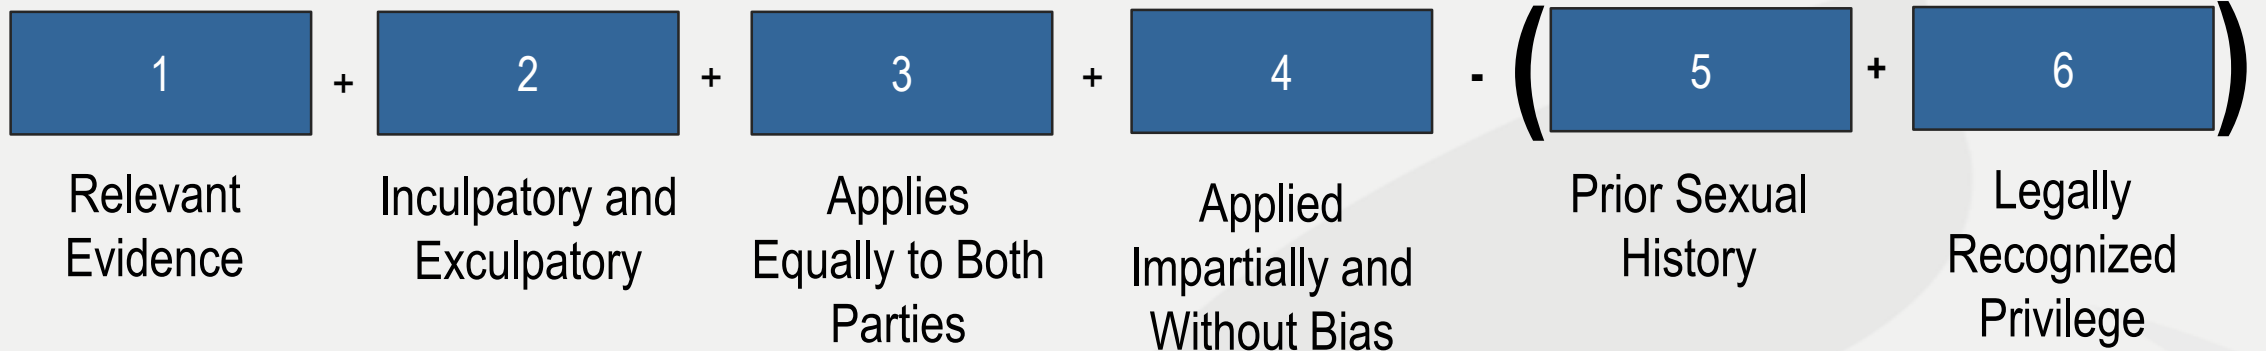 1 + 2 + 3 + 4 - ( 5 + 6 )
Relevant
Evidence
Inculpatory and
Exculpatory
Applies
Equally to Both
Parties
Applied
Impartially and
Without Bias
Prior Sexual
History
Legally
Recognized
Privilege